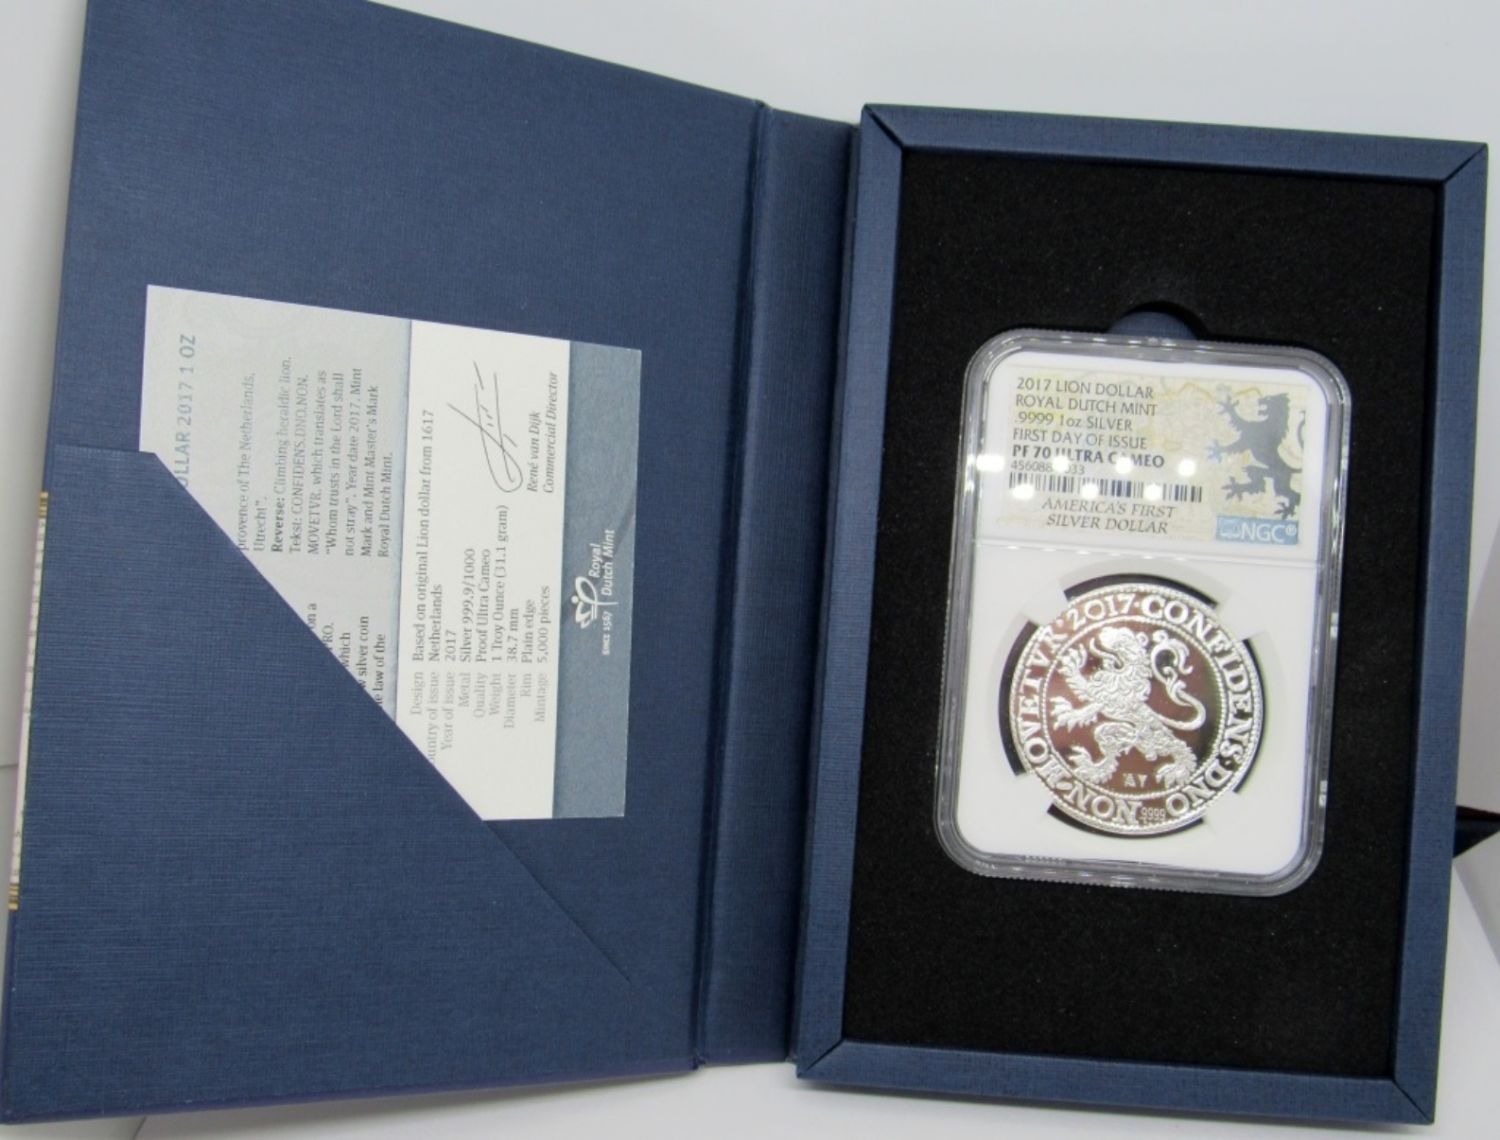 OLLAR 2017 1 OZ
provence of The Netherlands,
Utrecht".
Reverse: Climbing heraldic lion.
Tekst: CONFIDENS.DNO.NON.
MOVETVR, which translates as
"Whom trusts in the Lord shall
not stray". Year date 2017. Mint
Mark and Mint Master's Mark
Royal Dutch Mint.
on a
RO.
which
silver coin
e law of the
Design Based on original Lion dollar from 1617
untry of issue Netherlands
Year of issue 2017
Metal Silver 999.9/1000
Quality Proof Ultra Cameo
Weight 1 Troy Ounce (31.1 gram)
Diameter 38.7 mm
Rim Plain edge
Mintage 5,000 pieces
René van Dijk
Commercial Director
Royal
Dutch Mint
SINCE 1567
2017 LION DOLLAR
ROYAL DUTCH MINT
.9999 1oz SILVER
FIRST DAY OF ISSUE
PF 70 ULTRA CAMEO
AMERICA'S FIRST
SILVER DOLLAR
NGC®
MOVETVR·2017·CONFIDENS·DNO·NON
9999